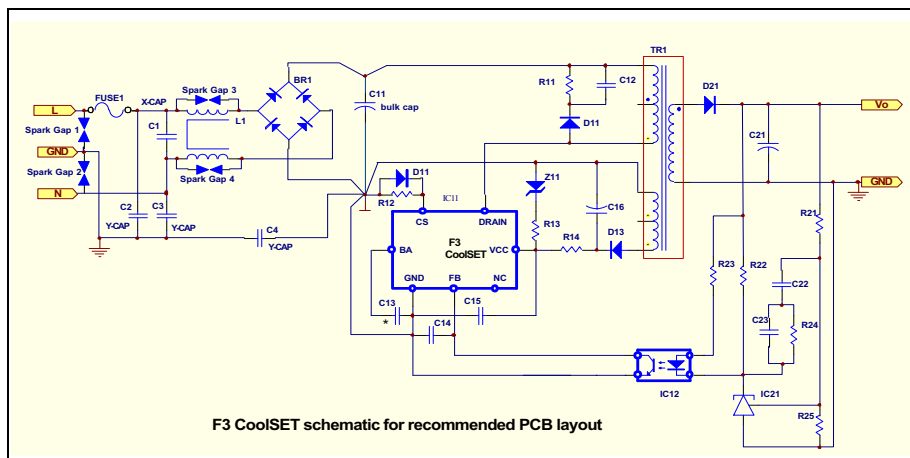 TR1
BR1
Spark Gap 3
FUSE1
X-CAP
L
L1
C11
bulk cap
R11
C12
D11
D21
Vo
Spark Gap 1
C1
GND
Spark Gap 2
Spark Gap 4
N
C21
GND
D11
Z11
R12
IC11
C16
C2
C3
Y-CAP
Y-CAP
C4
Y-CAP
CS
DRAIN
F3
CoolSET
BA
VCC
GND
FB
NC
R13
R14
D13
R21
R23
R22
C22
C13
*
C14
C15
C23
R24
IC12
IC21
R25
F3 CoolSET schematic for recommended PCB layout